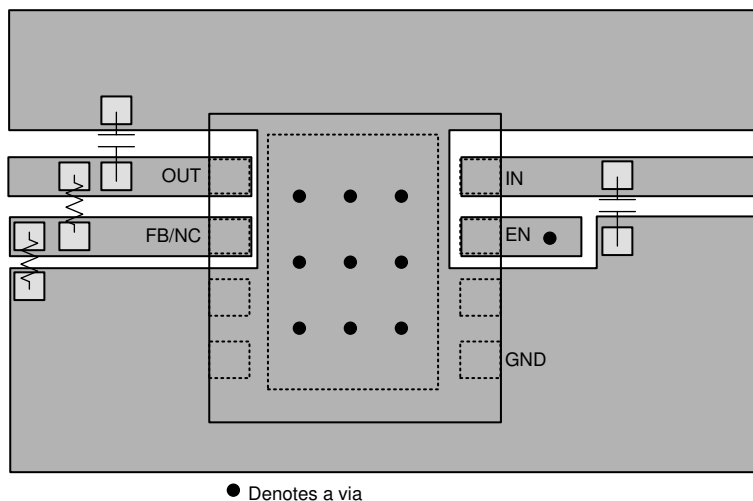 OUT
IN
FB/NC
EN
GND
Denotes a via